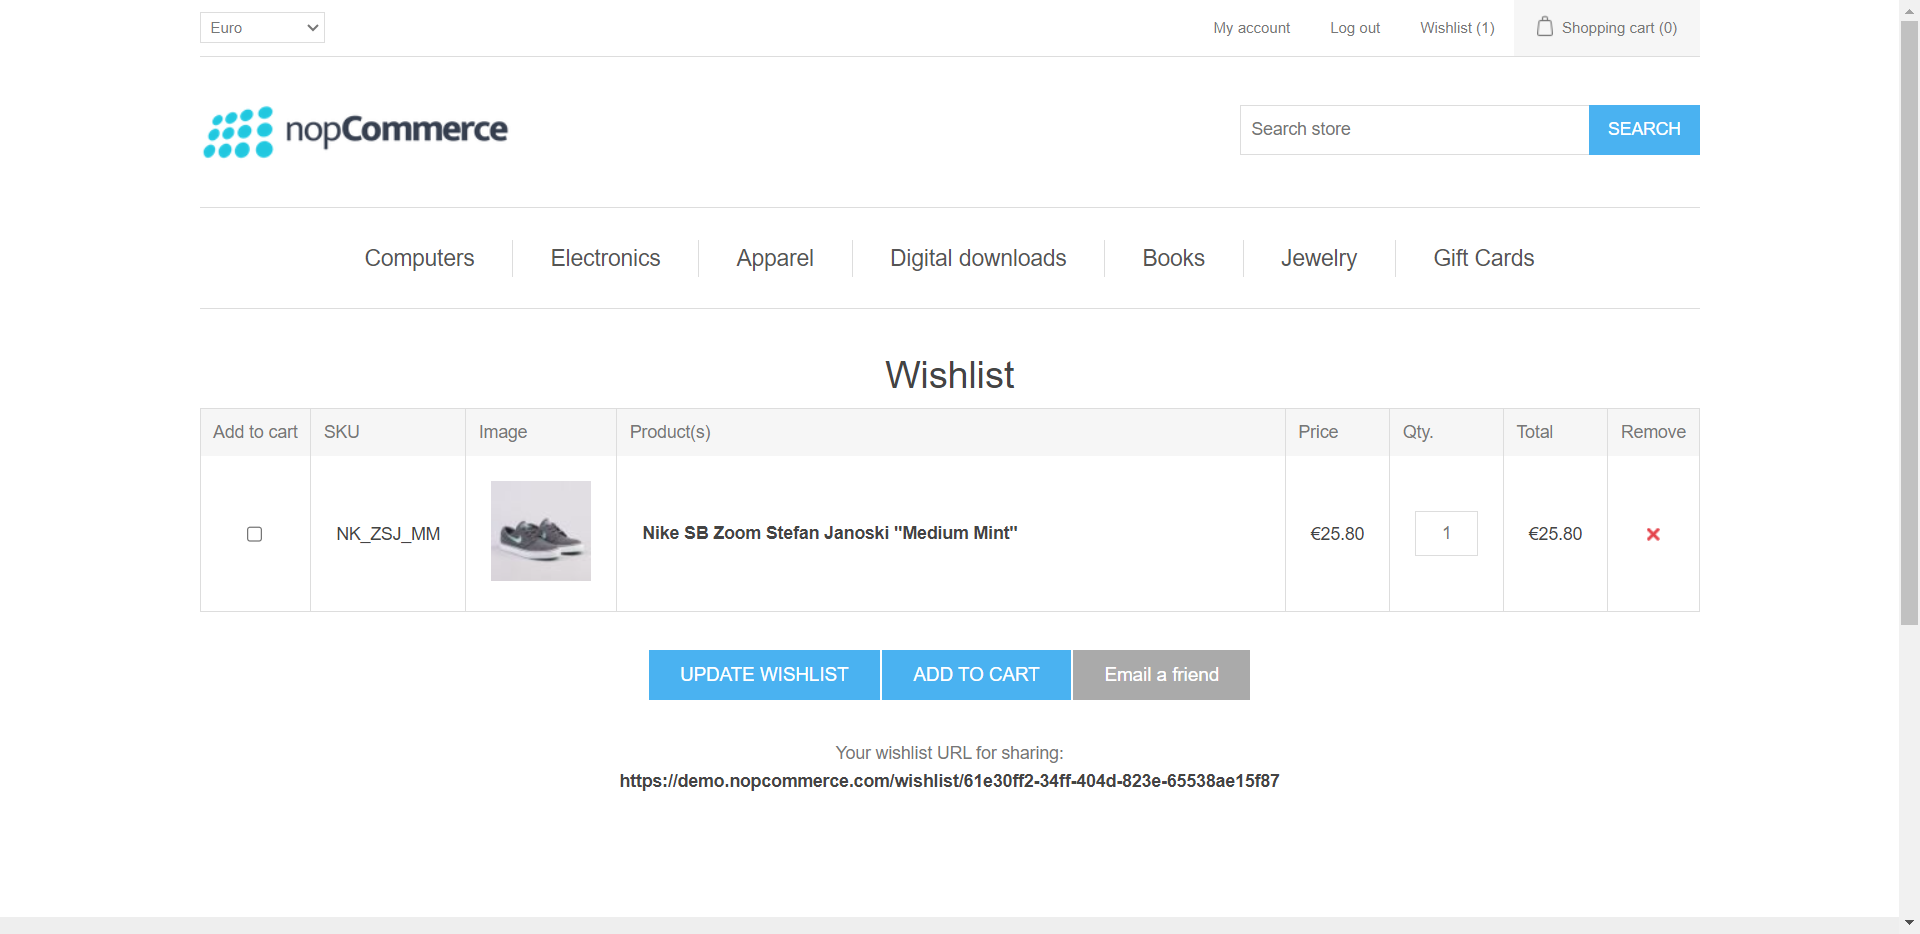 Euro
My account
Log out
Wishlist (1)
Shopping cart (0)
nopCommerce
Search store
SEARCH
Computers
Electronics
Apparel
Digital downloads
Books
Jewelry
Gift Cards
Wishlist
Add to cart SKU Image Product(s) Price Qty. Total Remove
NK_ZSJ_MM Nike SB Zoom Stefan Janoski "Medium Mint" €25.80 1 €25.80
UPDATE WISHLIST
ADD TO CART
Email a friend
Your wishlist URL for sharing:
https://demo.nopcommerce.com/wishlist/61e30ff2-34ff-404d-823e-65538ae15f87